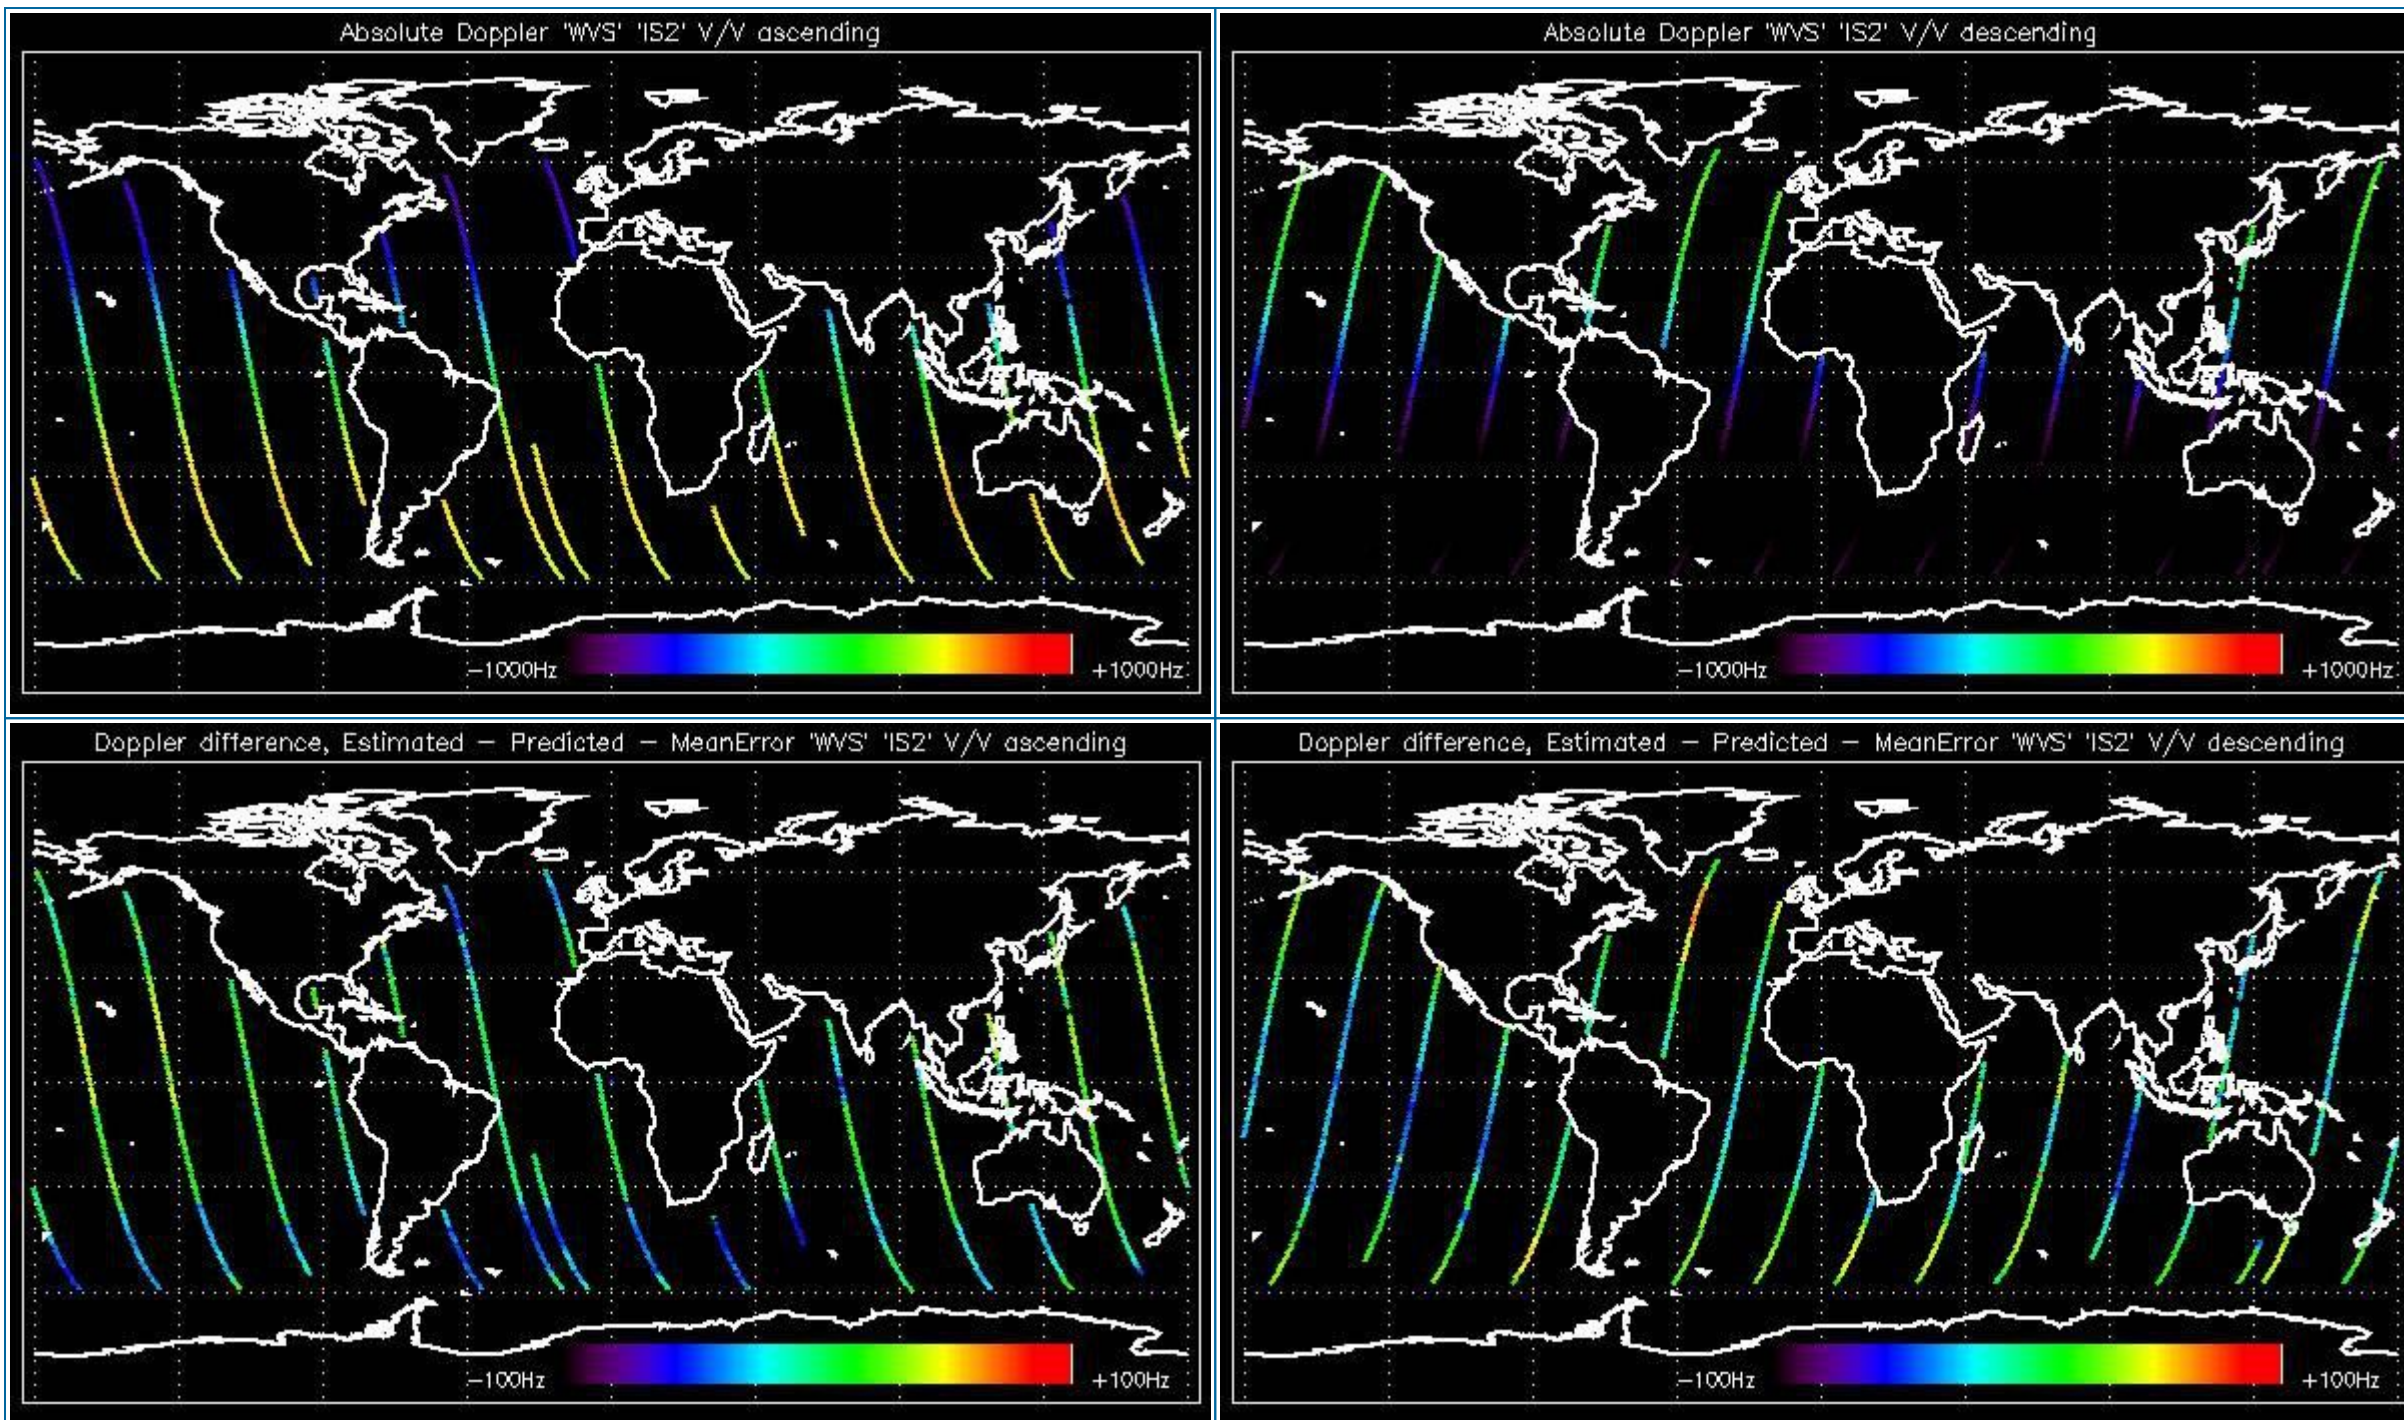 Absolute Doppler 'WVS' 'IS2' V/V ascending
−1000Hz
+1000Hz
Absolute Doppler 'WVS' 'IS2' V/V descending
−1000Hz
+1000Hz
Doppler difference, Estimated − Predicted − MeanError 'WVS' 'IS2' V/V ascending
−100Hz
+100Hz
Doppler difference, Estimated − Predicted − MeanError 'WVS' 'IS2' V/V descending
−100Hz
+100Hz